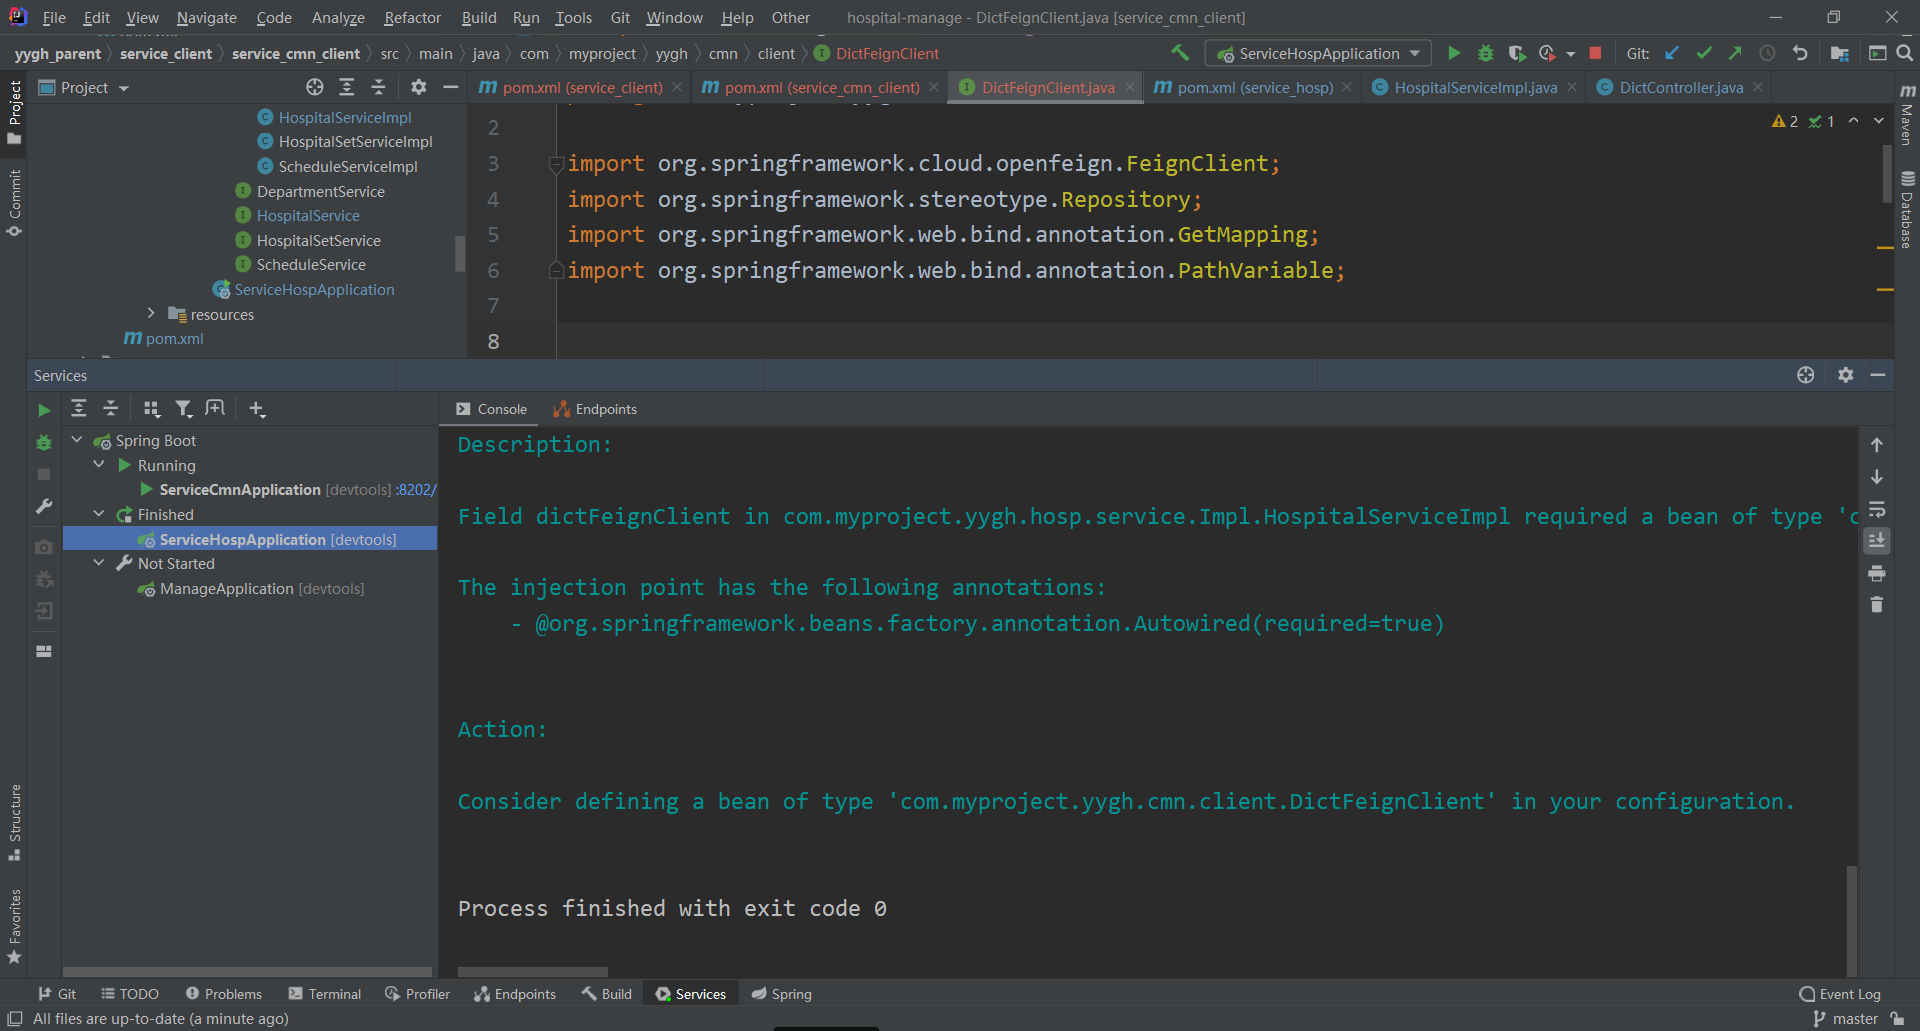 File Edit View Navigate Code Analyze Refactor Build Run Tools Git Window Help Other hospital-manage - DictFeignClient.java [service_cmn_client]
yygh_parent service_client service_cmn_client src main java com myproject yygh cmn client DictFeignClient ServiceHospApplication Git:
Project
pom.xml (service_client) pom.xml (service_cmn_client) DictFeignClient.java pom.xml (service_hosp) HospitalServiceImpl.java DictController.java
Project
Commit
Structure
Favorites
Maven
Database
HospitalServiceImpl
HospitalSetServiceImpl
ScheduleServiceImpl
DepartmentService
HospitalService
HospitalSetService
ScheduleService
ServiceHospApplication
resources
pom.xml
2 1
2
3 import org.springframework.cloud.openfeign.FeignClient;
4 import org.springframework.stereotype.Repository;
5 import org.springframework.web.bind.annotation.GetMapping;
6 import org.springframework.web.bind.annotation.PathVariable;
7
8
Services
Console Endpoints
Spring Boot
Running
ServiceCmnApplication [devtools] :8202/
Finished
ServiceHospApplication [devtools]
Not Started
ManageApplication [devtools]
Description:
Field dictFeignClient in com.myproject.yygh.hosp.service.Impl.HospitalServiceImpl required a bean of type 'c
The injection point has the following annotations:
- @org.springframework.beans.factory.annotation.Autowired(required=true)
Action:
Consider defining a bean of type 'com.myproject.yygh.cmn.client.DictFeignClient' in your configuration.
Process finished with exit code 0
Git TODO Problems Terminal Profiler Endpoints Build Services Spring Event Log
All files are up-to-date (a minute ago) master